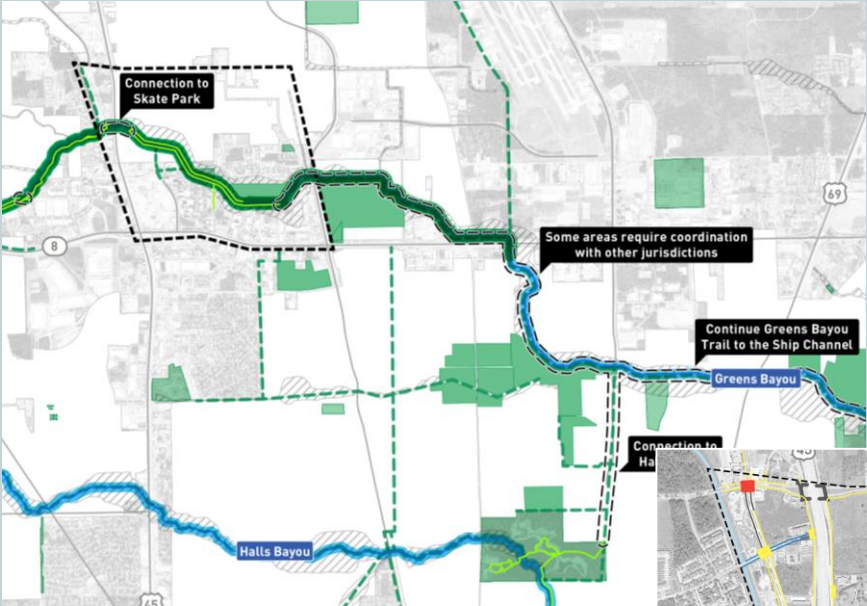 Connection to
Skate Park
69
8
Some areas require coordination
with other jurisdictions
Continue Greens Bayou
Trail to the Ship Channel
Greens Bayou
Connection to
Ha
45
Halls Bayou
45